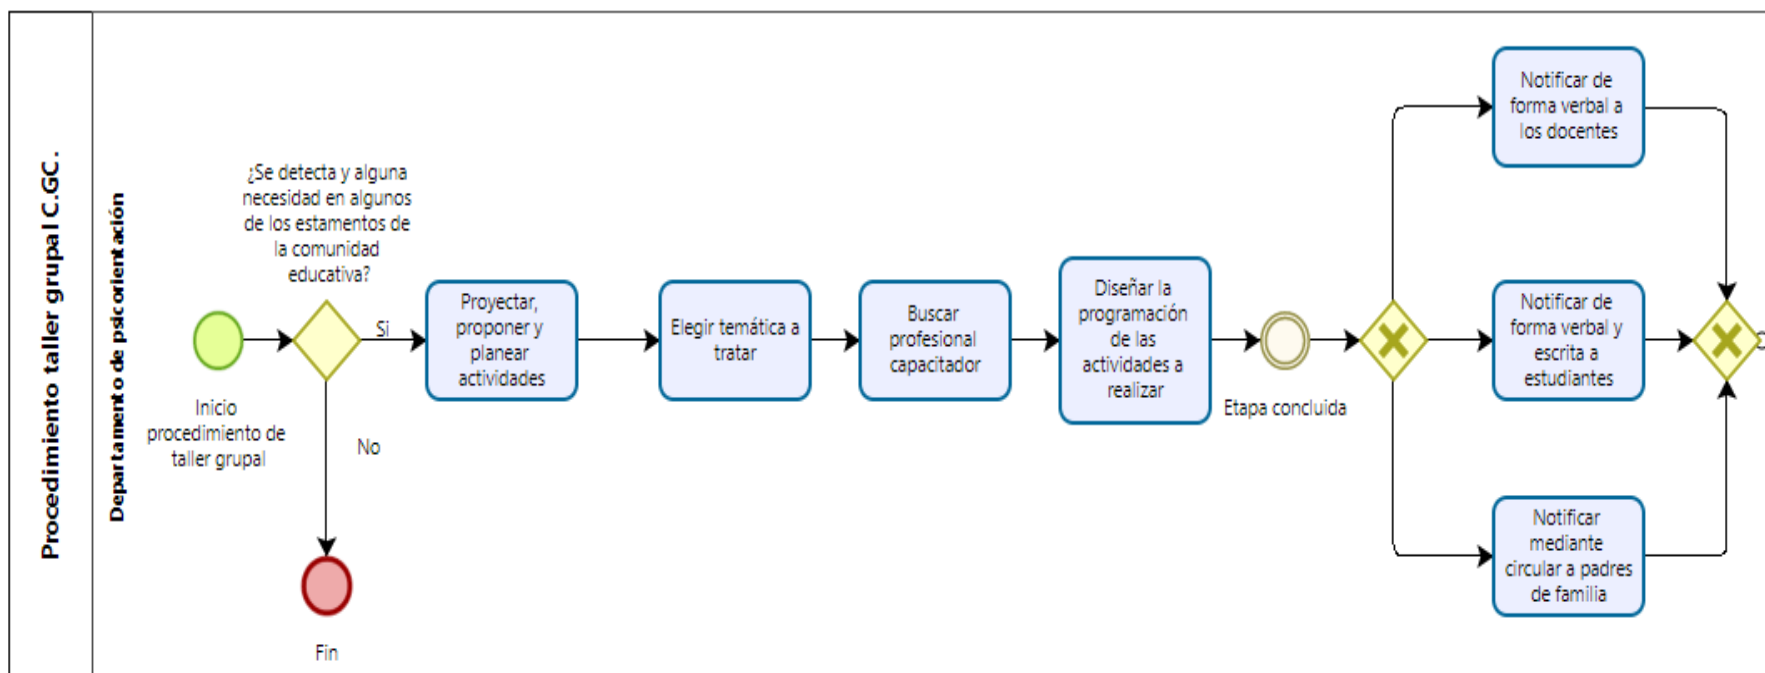 Procedimiento taller grupal C.GC.
Departamento de psicorientación
¿Se detecta y alguna
necesidad en algunos
de los estamentos de
la comunidad
educativa?
Inicio
procedimiento de
taller grupal
Si
No
Fin
Proyectar,
proponer y
planear
actividades
Elegir temática a
tratar
Buscar
profesional
capacitador
Diseñar la
programación
de las
actividades a
realizar
Etapa concluida
Notificar de
forma verbal a
los docentes
Notificar de
forma verbal y
escrita a
estudiantes
Notificar
mediante
circular a padres
de familia